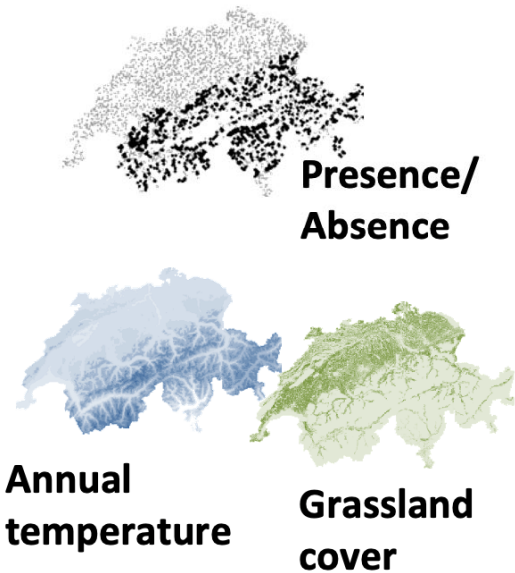 Presence/
Absence
Annual
temperature
Grassland
cover